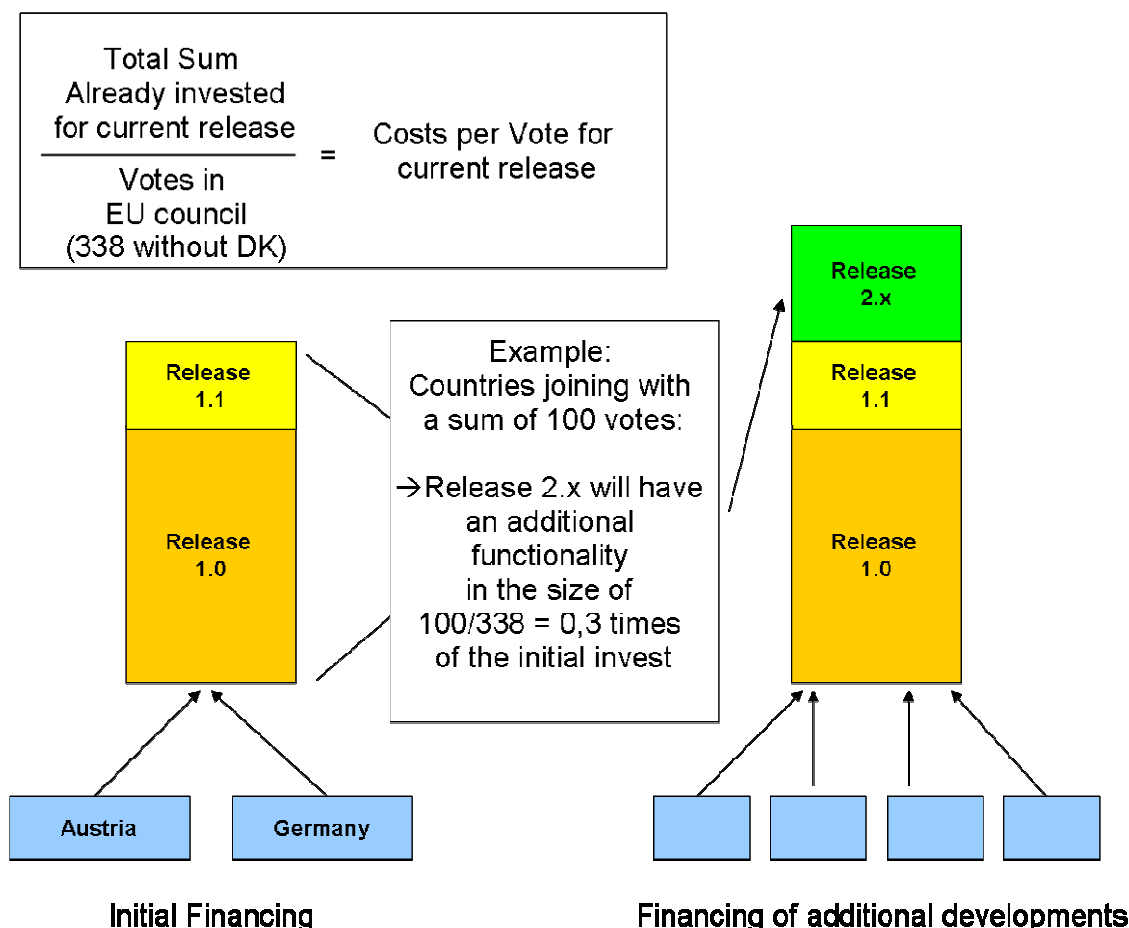 Total Sum
Already invested
for current release
Votes in
EU council
(338 without DK)
=
Costs per Vote for
current release
Release
1.1
Release
1.0
Example:
Countries joining with
a sum of 100 votes:
→Release 2.x will have
an additional
functionality
in the size of
100/338 = 0,3 times
of the initial invest
Release
2.x
Release
1.1
Release
1.0
Austria
Germany
Initial Financing
Financing of additional developments